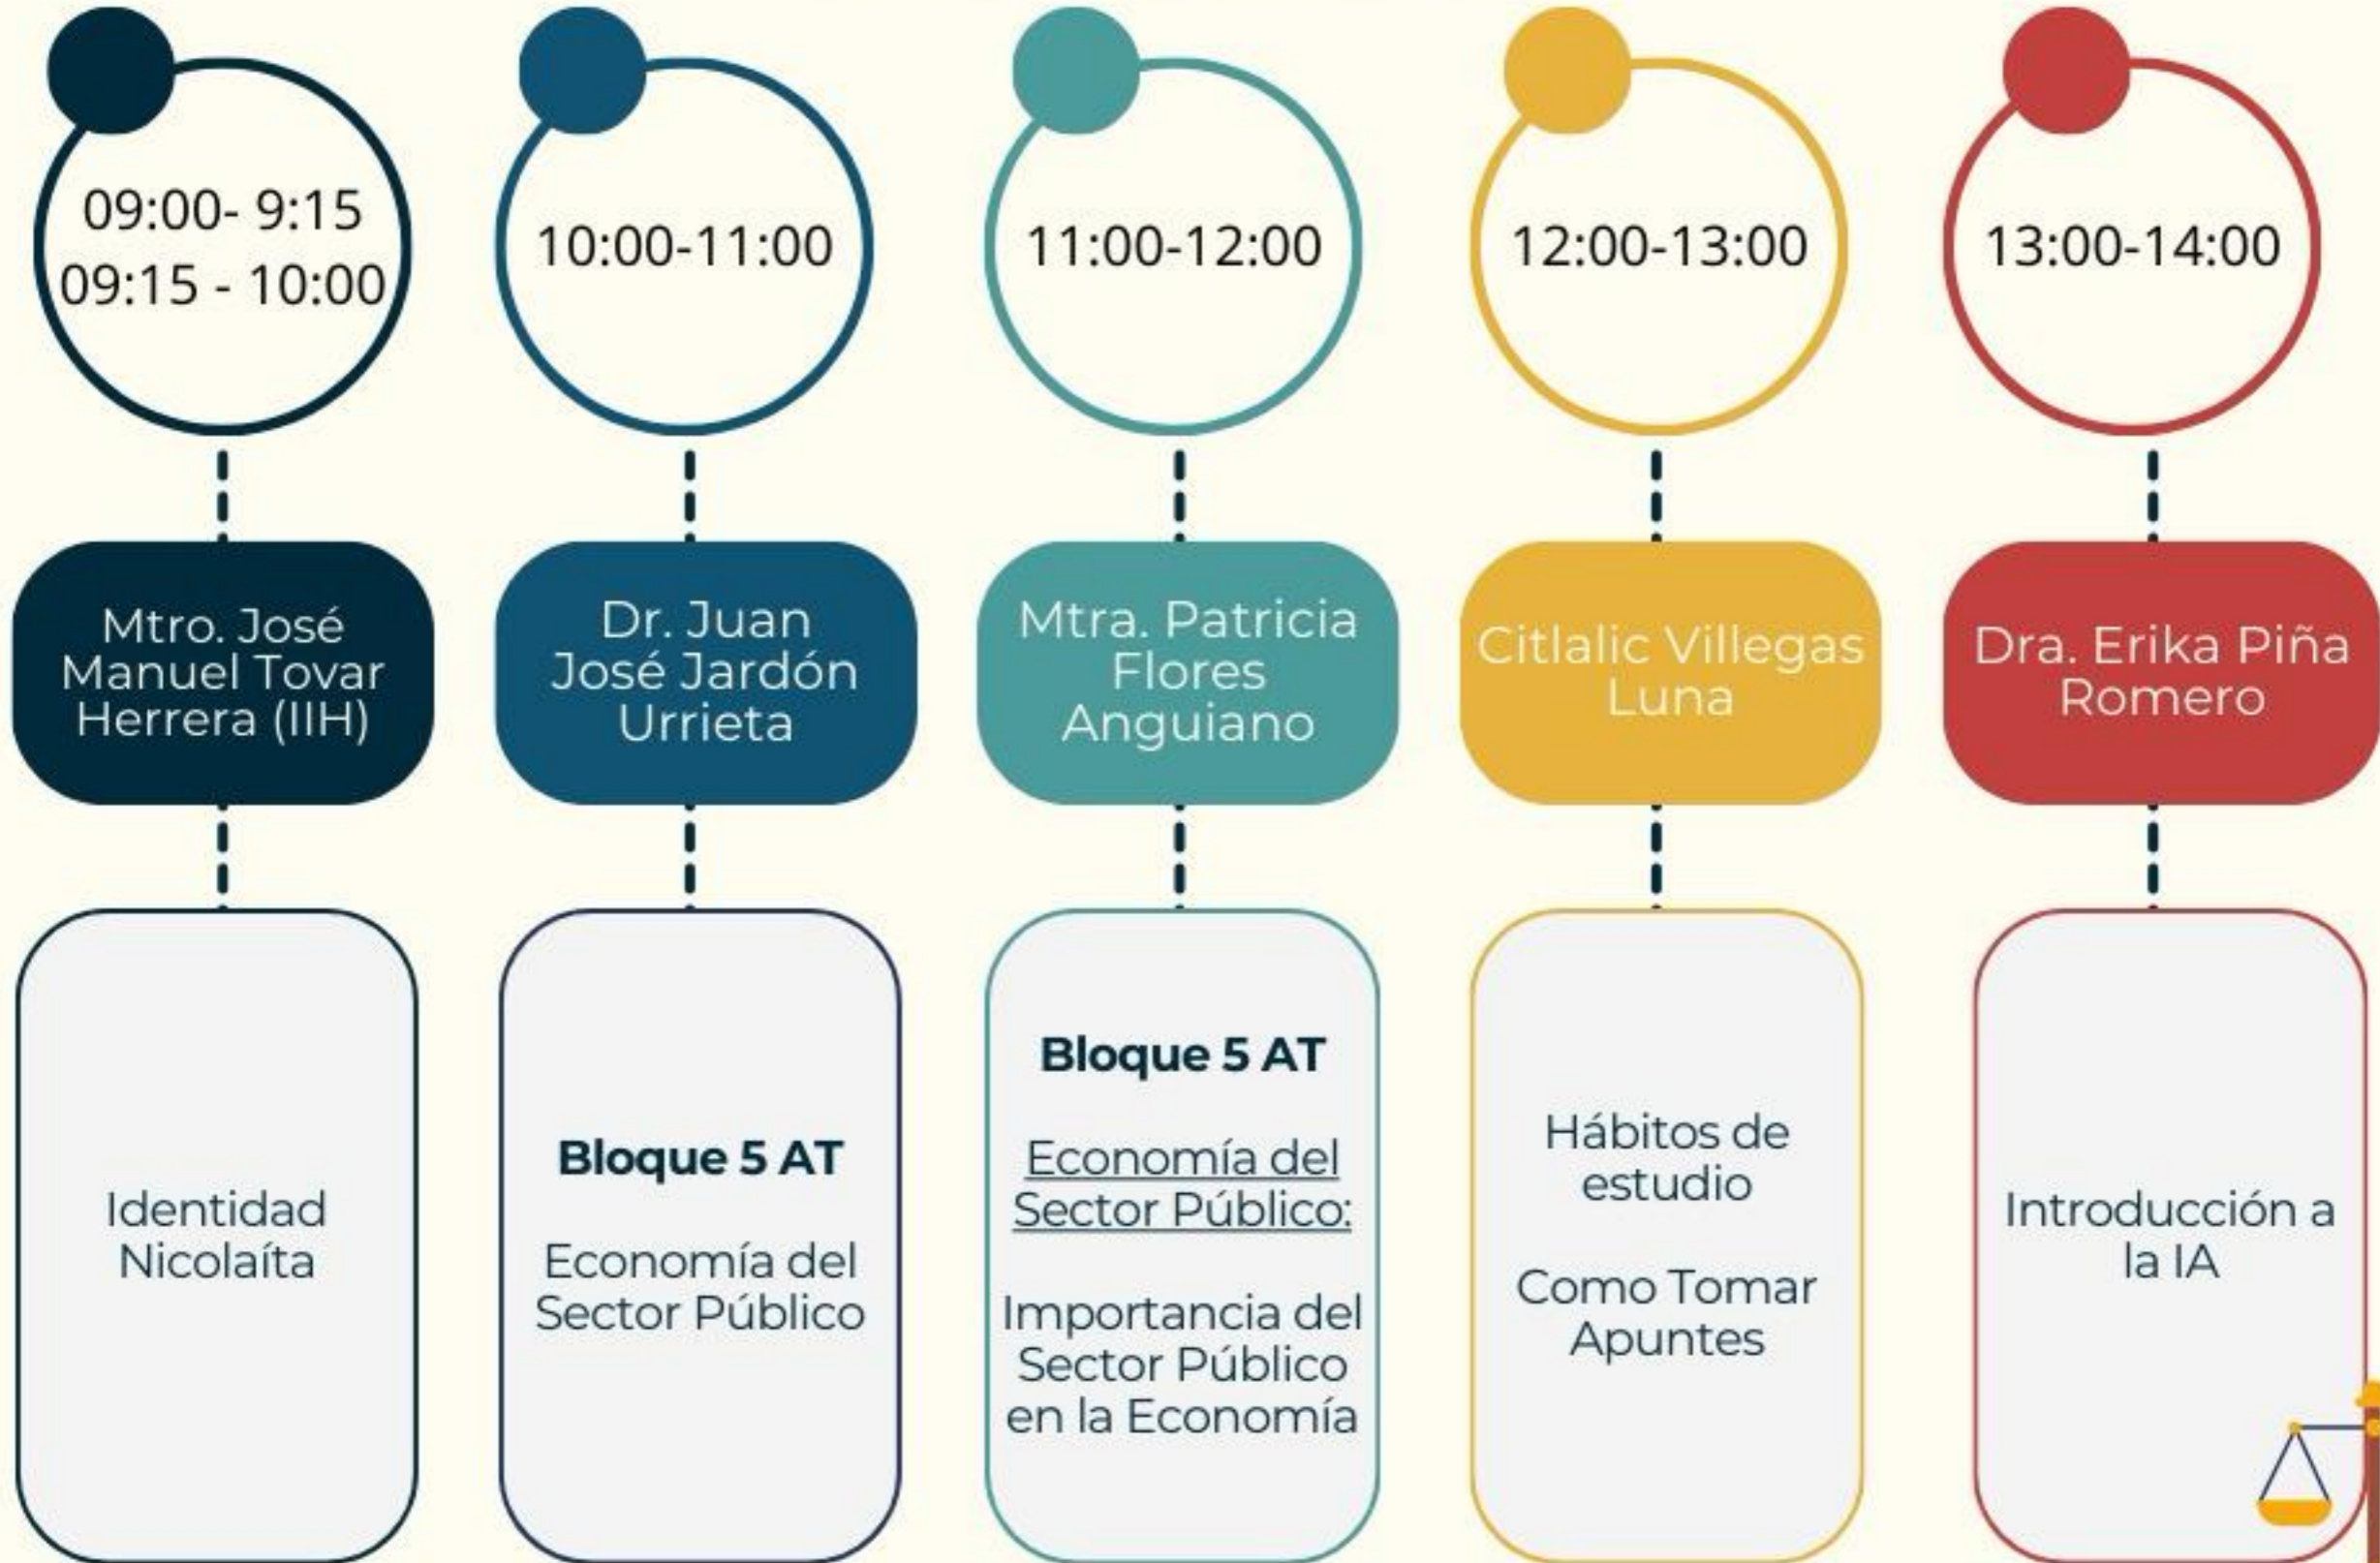 09:00- 9:15
09:15 - 10:00
10:00-11:00
11:00-12:00
12:00-13:00
13:00-14:00
Mtro. José
Manuel Tovar
Herrera (IIH)
Dr. Juan
José Jardón
Urrieta
Mtra. Patricia
Flores
Anguiano
Citlalic Villegas
Luna
Dra. Erika Piña
Romero
Identidad
Nicolaíta
Bloque 5 AT
Economía del
Sector Público
Bloque 5 AT
Economía del
Sector Público:
Importancia del
Sector Público
en la Economía
Hábitos de
estudio
Como Tomar
Apuntes
Introducción a
la IA